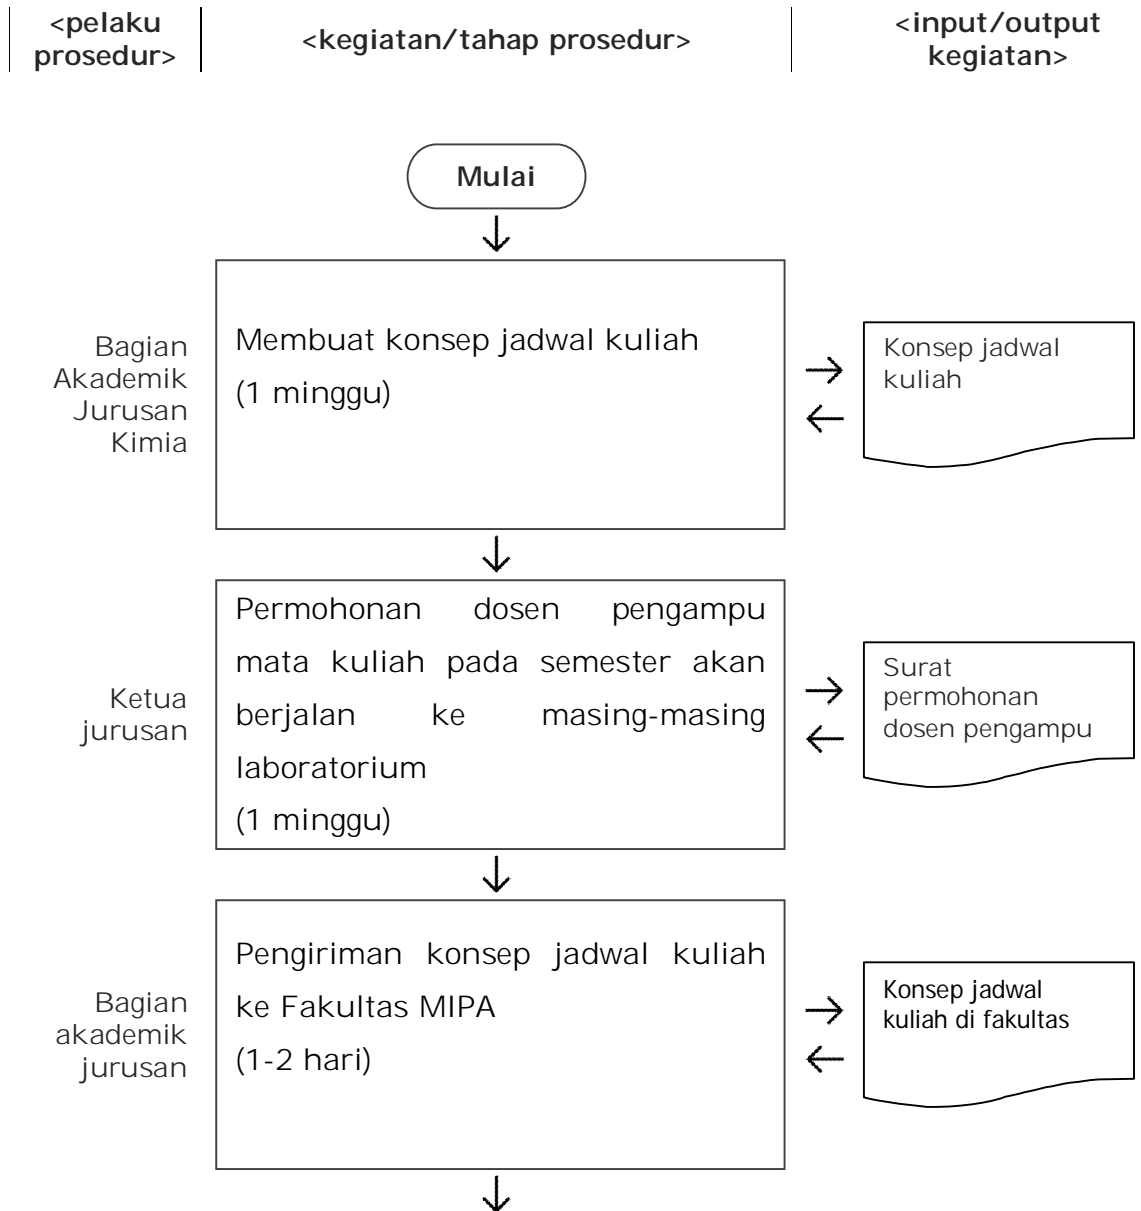 <pelaku
prosedur>
<kegiatan/tahap prosedur>
<input/output
kegiatan>
Mulai
Bagian
Akademik
Jurusan
Kimia
Membuat konsep jadwal kuliah
(1 minggu)
Konsep jadwal
kuliah
Ketua
jurusan
Permohonan dosen pengampu
mata kuliah pada semester akan
berjalan ke masing-masing
laboratorium
(1 minggu)
Surat
permohonan
dosen pengampu
Bagian
akademik
jurusan
Pengiriman konsep jadwal kuliah
ke Fakultas MIPA
(1-2 hari)
Konsep jadwal
kuliah di fakultas